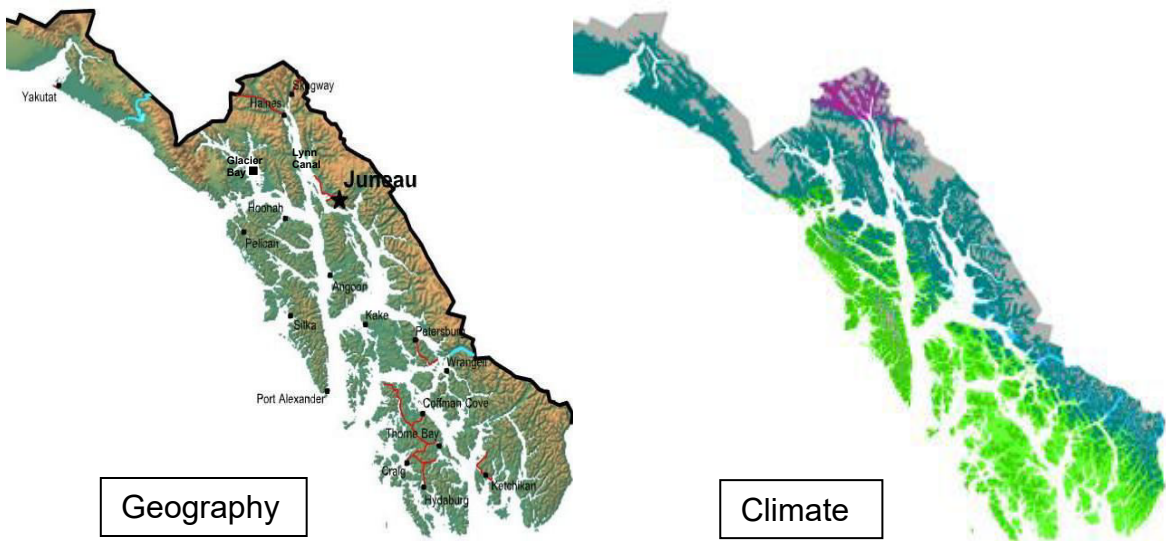 Skagway
Haines
Yakutat
Glacier
Bay
Lynn
Canal
Juneau
Hoonah
Pelican
Angoon
Sitka
Kake
Petersburg
Wrangell
Port Alexander
Coffman Cove
Thorne Bay
Craig
Ketchikan
Hydaburg
Geography
Climate